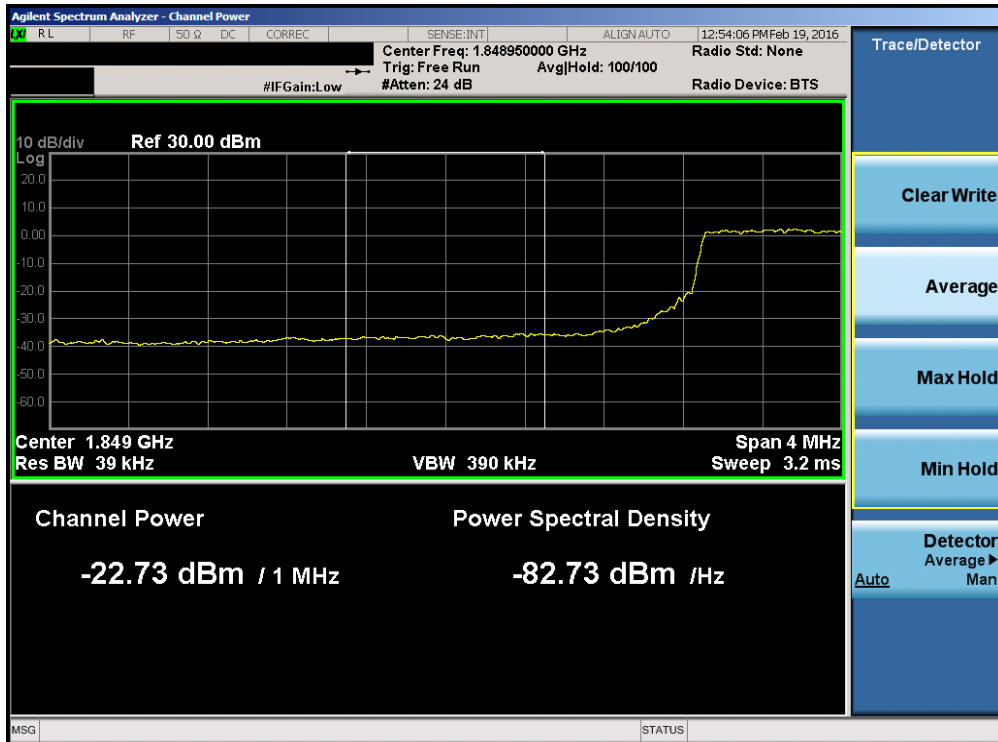 Agilent Spectrum Analyzer - Channel Power
LXI RL RF 50 Ω DC CORREC SENSE:INT ALIGNAUTO 12:54:06 PMFeb 19, 2016
Center Freq: 1.848950000 GHz Radio Std: None
Trig: Free Run Avg|Hold: 100/100
#IFGain:Low #Atten: 24 dB Radio Device: BTS
10 dB/div Ref 30.00 dBm
Log
20.0
10.0
0.00
-10.0
-20.0
-30.0
-40.0
-50.0
-60.0
Center 1.849 GHz Span 4 MHz
Res BW 39 kHz VBW 390 kHz Sweep 3.2 ms
Channel Power Power Spectral Density
-22.73 dBm / 1 MHz -82.73 dBm /Hz
MSG STATUS
Trace/Detector
Clear Write
Average
Max Hold
Min Hold
Detector
Average▶
Auto Man